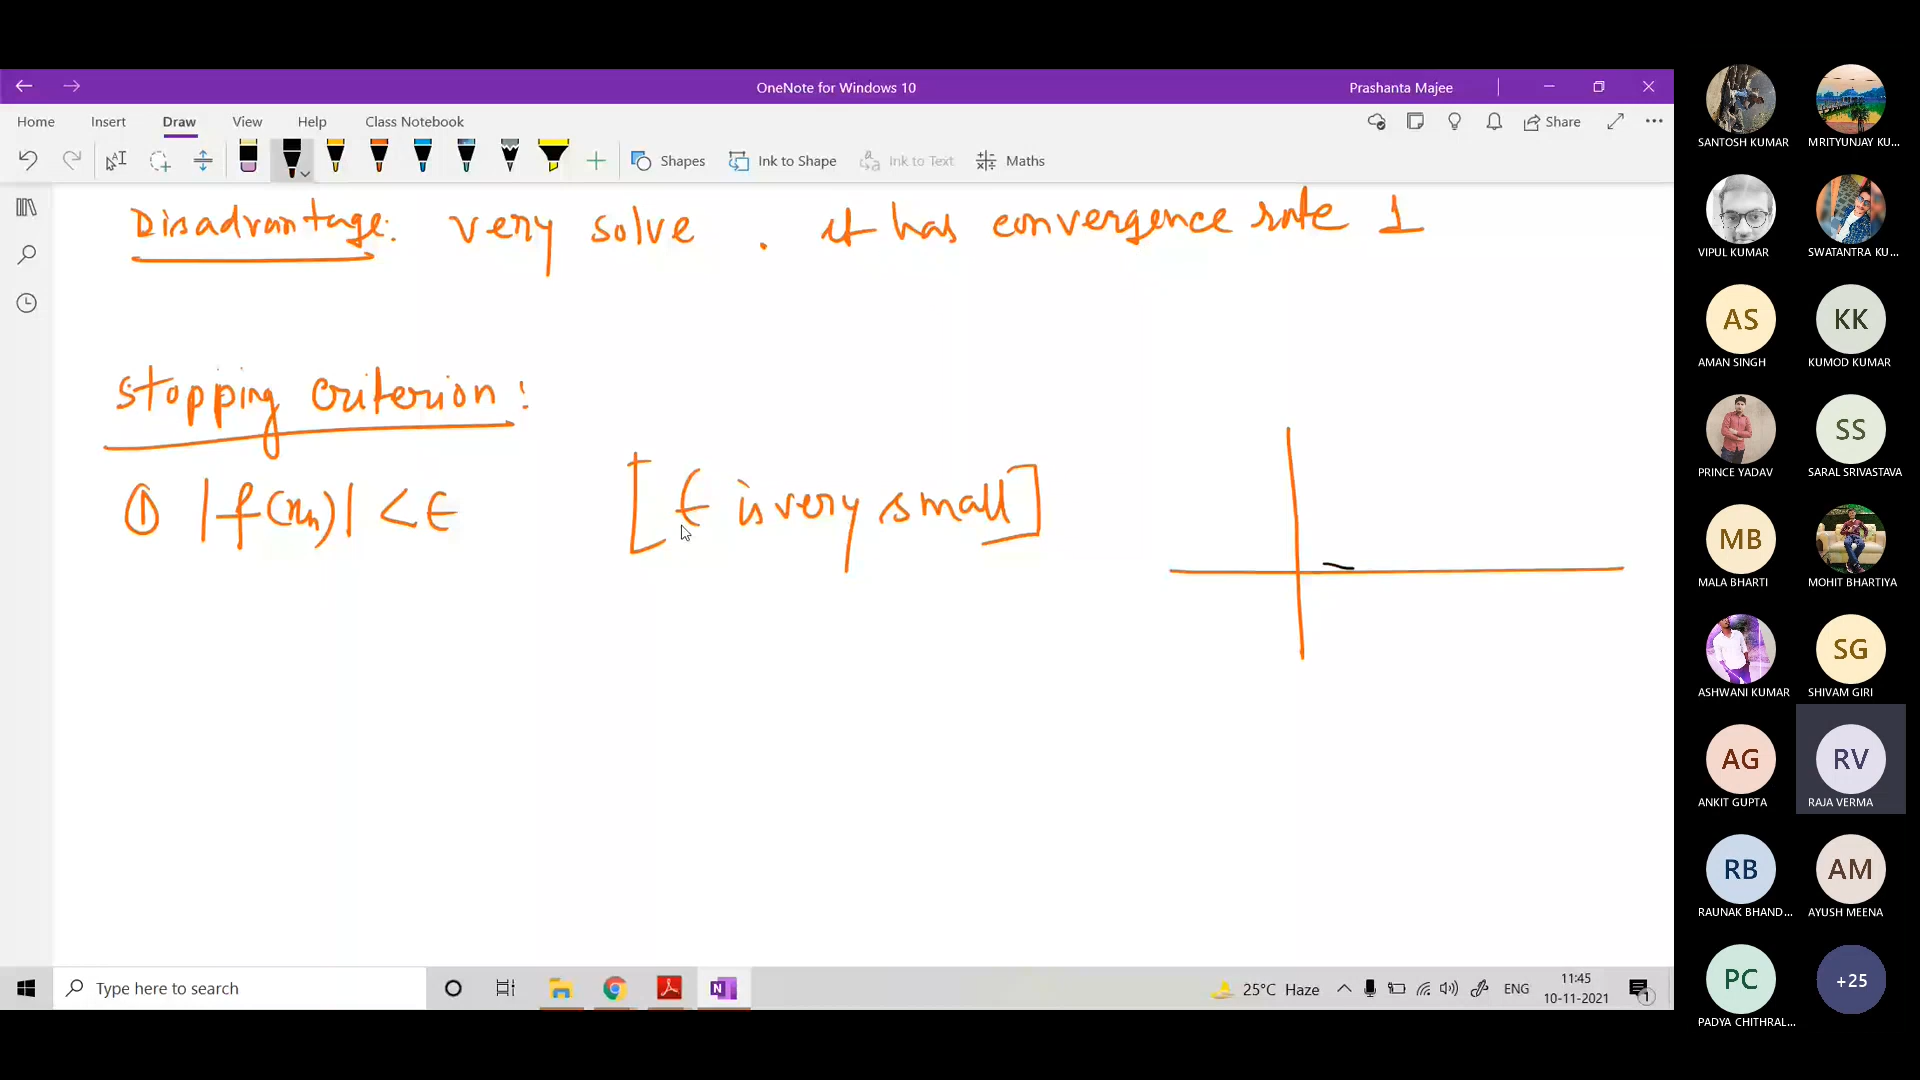 OneNote for Windows 10
Prashanta Majee
Home Insert Draw View Help Class Notebook Share
Shapes Ink to Shape Ink to Text Maths
Disadvantage: very solve . it has convergence rate 1
Stopping Criterion:
① |f(xn)| < ϵ [ ϵ is very small ]
Type here to search
25°C Haze
ENG
11:45
10-11-2021
1
SANTOSH KUMAR MRITYUNJAY KU...
VIPUL KUMAR SWATANTRA KU...
AS KK
AMAN SINGH KUMOD KUMAR
SS
PRINCE YADAV SARAL SRIVASTAVA
MB
MALA BHARTI MOHIT BHARTIYA
SG
ASHWANI KUMAR SHIVAM GIRI
AG RV
ANKIT GUPTA RAJA VERMA
RB AM
RAUNAK BHAND... AYUSH MEENA
PC +25
PADYA CHITHRAL...